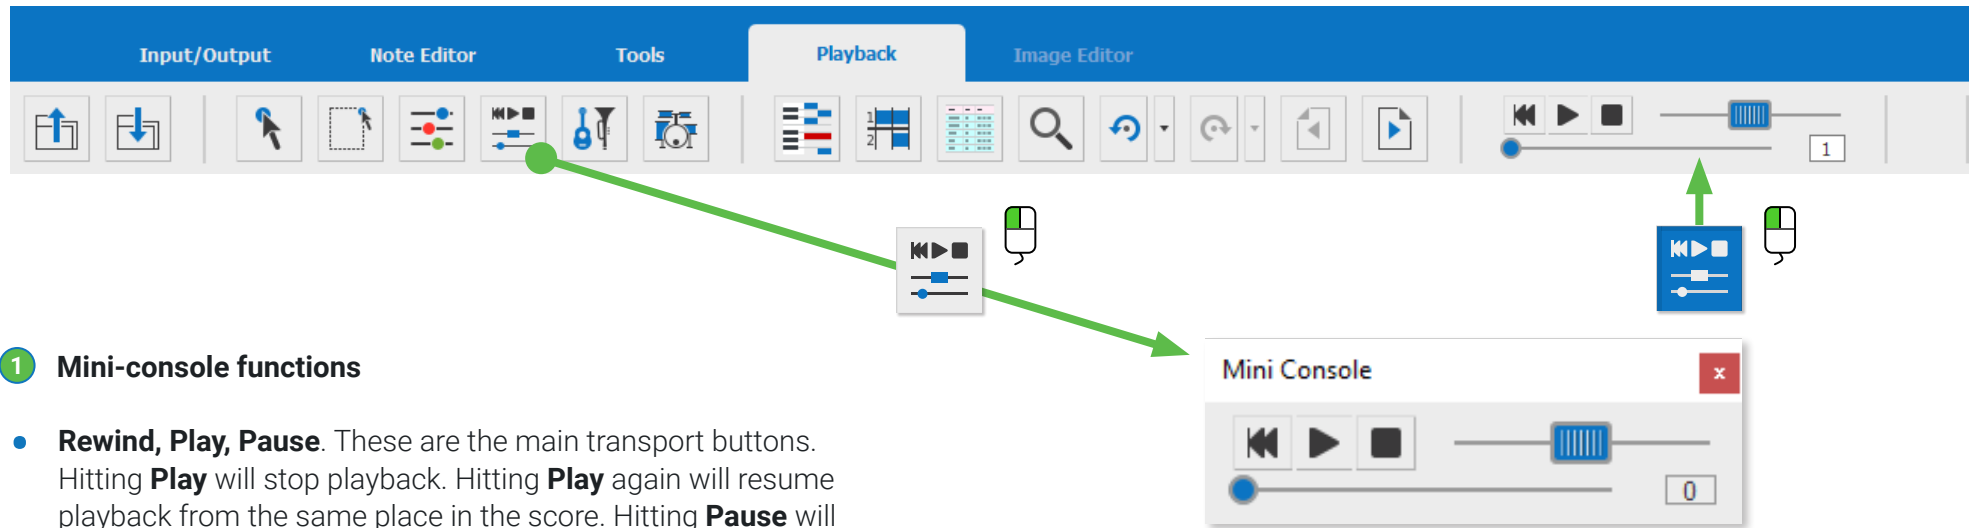 Input/Output Note Editor Tools Playback Image Editor
1
2
1
1 Mini-console functions
Mini Console x
• Rewind, Play, Pause. These are the main transport buttons.
Hitting Play will stop playback. Hitting Play again will resume
playback from the same place in the score. Hitting Pause will
0